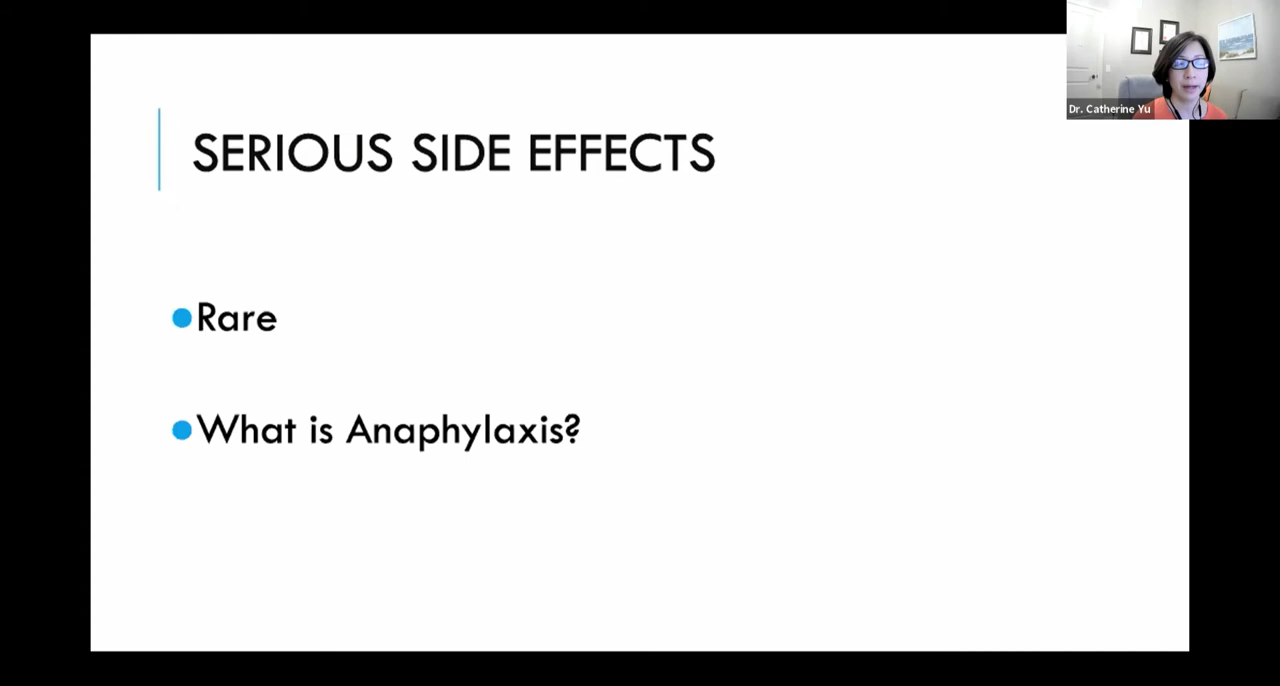 SERIOUS SIDE EFFECTS
Rare
What is Anaphylaxis?
Dr. Catherine Yu